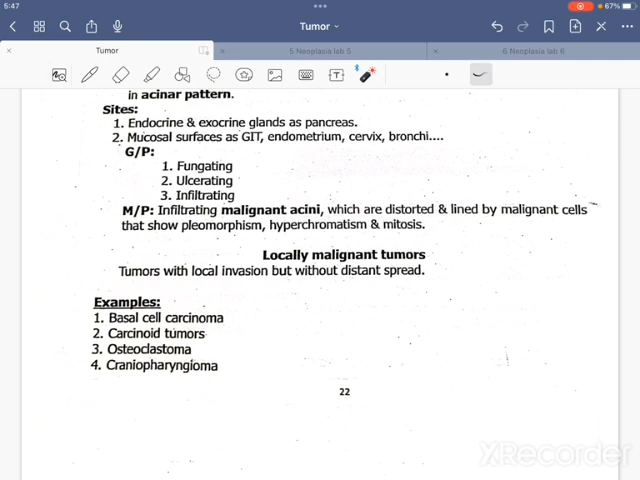 5:47
67%
Tumor
Tumor
5 Neoplasia lab 5
6 Neoplasia lab 6
in acinar pattern.
Sites:
1. Endocrine & exocrine glands as pancreas.
2. Mucosal surfaces as GIT, endometrium, cervix, bronchi....
G/P:
1. Fungating
2. Ulcerating
3. Infiltrating
M/P: Infiltrating malignant acini, which are distorted & lined by malignant cells
that show pleomorphism, hyperchromatism & mitosis.
Locally malignant tumors
Tumors with local invasion but without distant spread.
Examples:
1. Basal cell carcinoma
2. Carcinoid tumors
3. Osteoclastoma
4. Craniopharyngioma
22
XRecorder